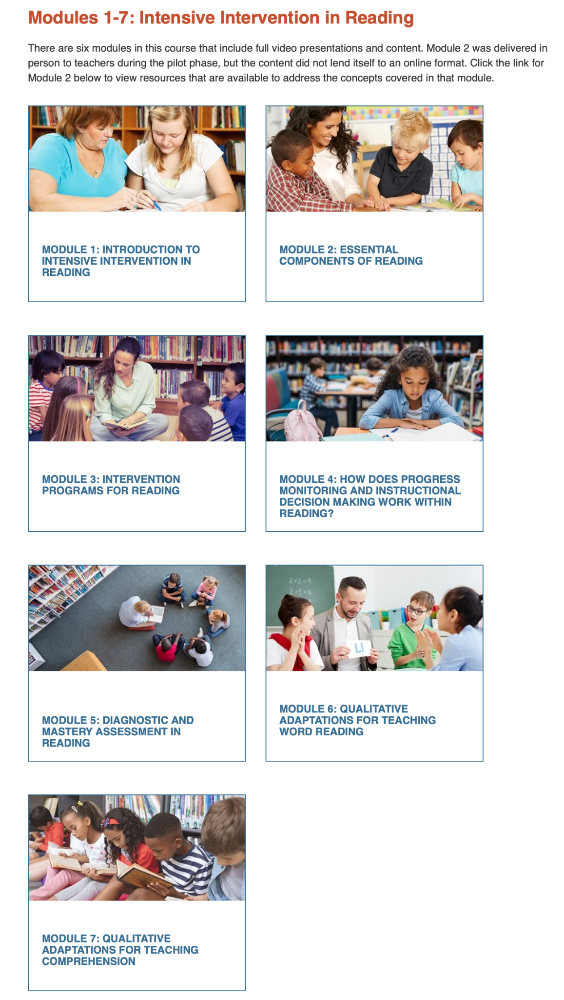 Modules 1-7: Intensive Intervention in Reading
There are six modules in this course that include full video presentations and content. Module 2 was delivered in
person to teachers during the pilot phase, but the content did not lend itself to an online format. Click the link for
Module 2 below to view resources that are available to address the concepts covered in that module.
MODULE 1: INTRODUCTION TO
INTENSIVE INTERVENTION IN
READING
MODULE 2: ESSENTIAL
COMPONENTS OF READING
MODULE 3: INTERVENTION
PROGRAMS FOR READING
MODULE 4: HOW DOES PROGRESS
MONITORING AND INSTRUCTIONAL
DECISION MAKING WORK WITHIN
READING?
MODULE 5: DIAGNOSTIC AND
MASTERY ASSESSMENT IN
READING
2×2=4
Ll
MODULE 6: QUALITATIVE
ADAPTATIONS FOR TEACHING
WORD READING
MODULE 7: QUALITATIVE
ADAPTATIONS FOR TEACHING
COMPREHENSION